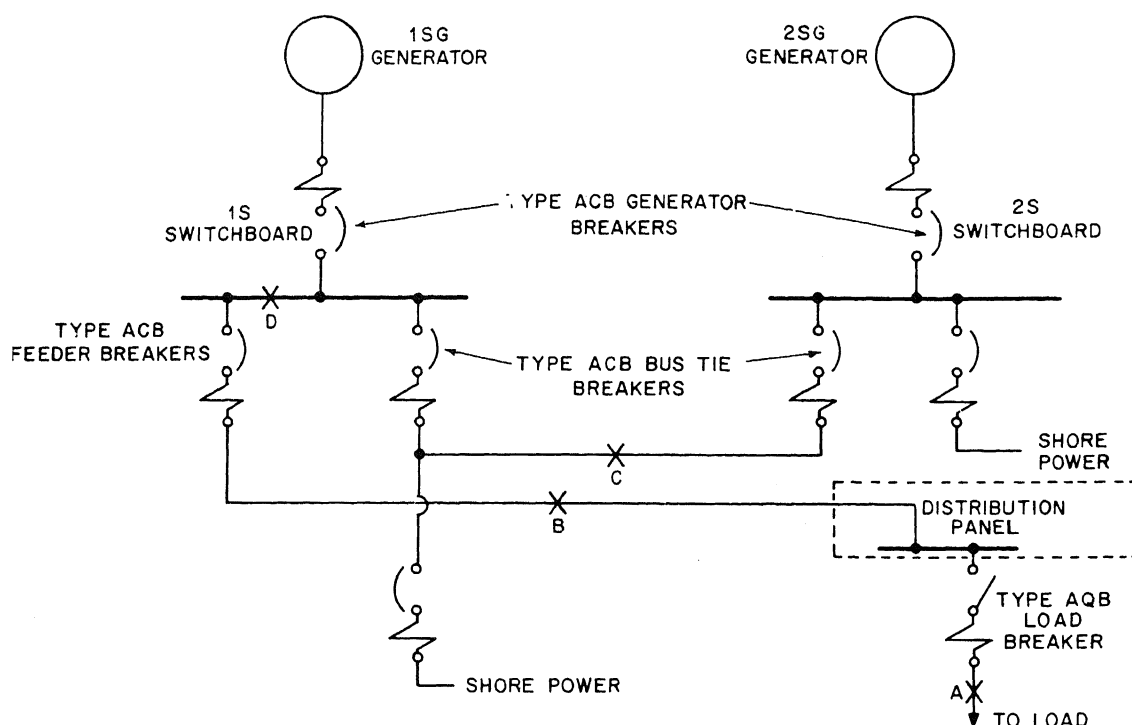 1SG
GENERATOR
2SG
GENERATOR
TYPE ACB GENERATOR
BREAKERS
1S
SWITCHBOARD
2S
SWITCHBOARD
D
TYPE ACB
FEEDER BREAKERS
TYPE ACB BUS TIE
BREAKERS
SHORE
POWER
C
B
DISTRIBUTION
PANEL
TYPE AQB
LOAD
BREAKER
SHORE POWER
A
TO LOAD